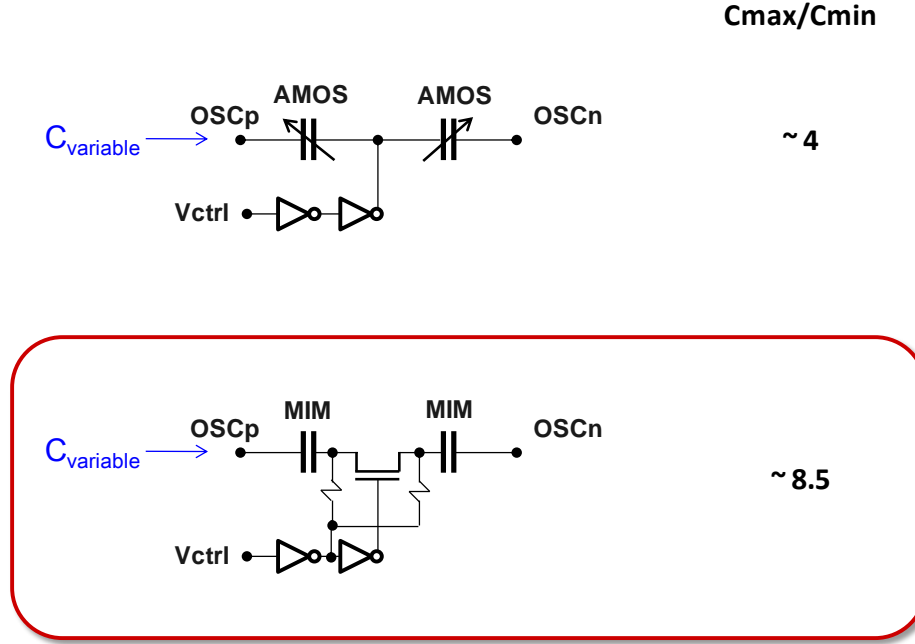 Cmax/Cmin
AMOS AMOS
OSCp OSCn
Cvariable
~ 4
Vctrl
MIM MIM
OSCp OSCn
Cvariable
~ 8.5
Vctrl